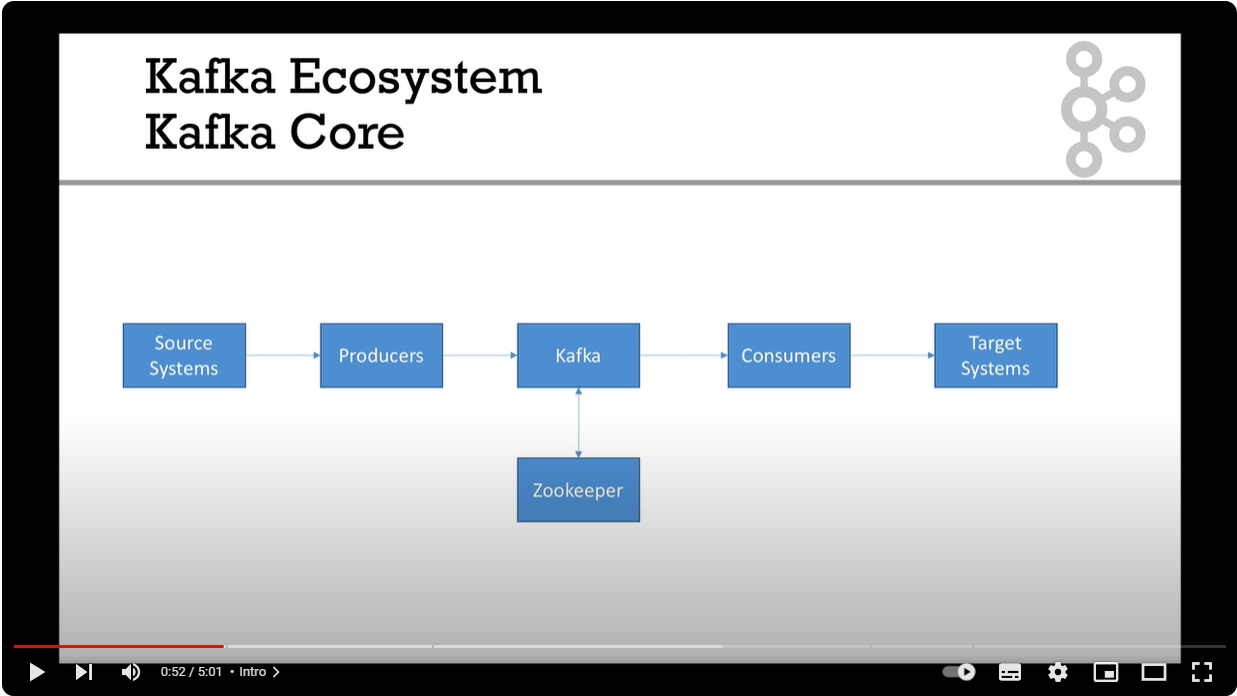 Kafka Ecosystem
Kafka Core
Source
Systems
Producers
Kafka
Consumers
Target
Systems
Zookeeper
0:52 / 5:01 • Intro